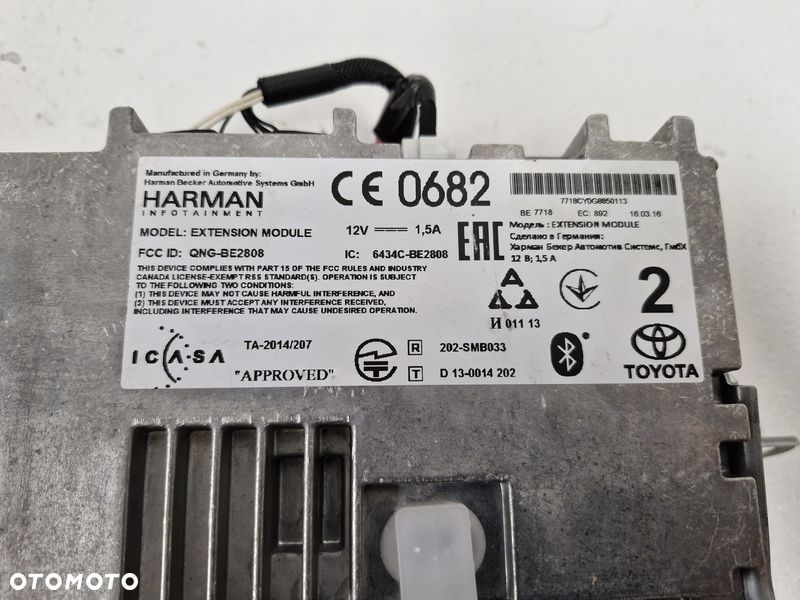 Manufactured in Germany by:
Harman Becker Automotive Systems GmbH
HARMAN
INFOTAINMENT
CE 0682
7718CY0G8850113
BE 7718 EC: 892 16.03.16
MODEL: EXTENSION MODULE 12V 1,5A
FCC ID: QNG-BE2808 IC: 6434C-BE2808
EAC
Модель : EXTENSION MODULE
Сделано в Германии:
Харман Бекер Аутомотив Системс, ГмбХ
12 В; 1,5 А
THIS DEVICE COMPLIES WITH PART 15 OF THE FCC RULES AND INDUSTRY
CANADA LICENSE-EXEMPT RSS STANDARD(S). OPERATION IS SUBJECT
TO THE FOLLOWING TWO CONDITIONS:
(1) THIS DEVICE MAY NOT CAUSE HARMFUL INTERFERENCE, AND
(2) THIS DEVICE MUST ACCEPT ANY INTERFERENCE RECEIVED,
INCLUDING INTERFERENCE THAT MAY CAUSE UNDESIRED OPERATION.
И 011 13
2
ICASA
TA-2014/207
"APPROVED"
R 202-SMB033
T D 13-0014 202
TOYOTA
OTOMOTO